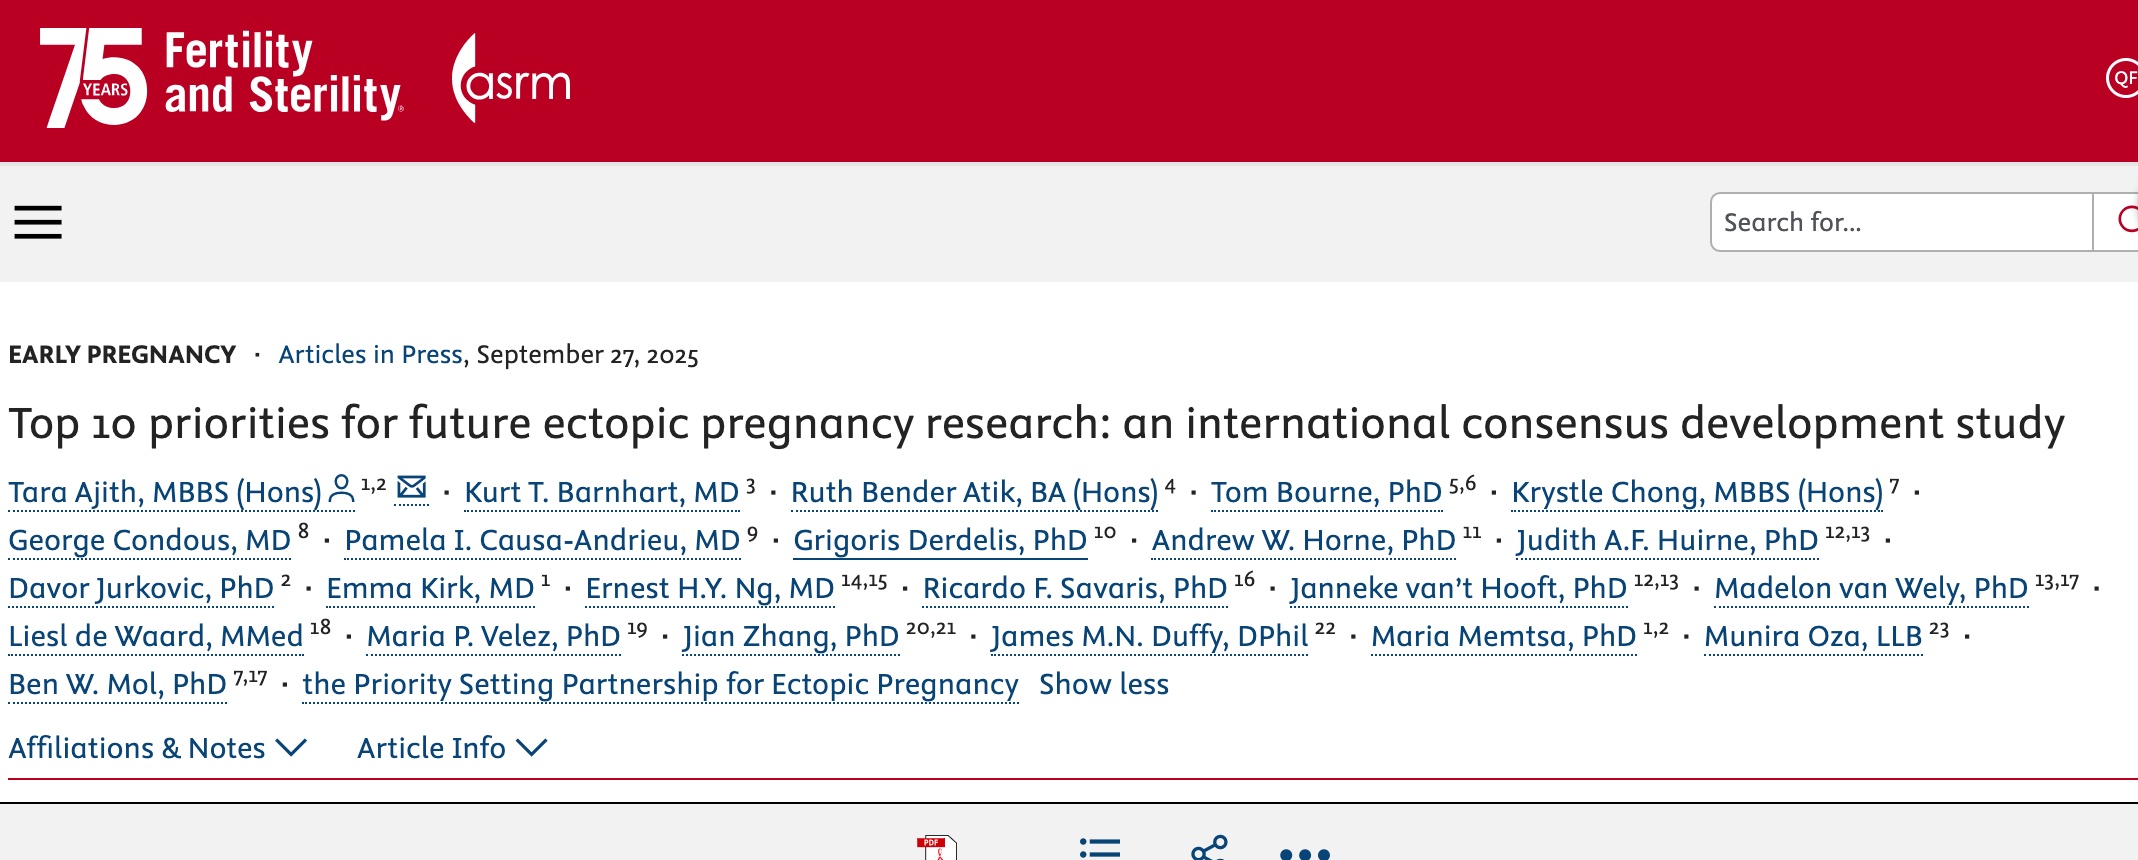 75 YEARS Fertility and Sterility® asrm
QF
Search for...
EARLY PREGNANCY · Articles in Press, September 27, 2025
Top 10 priorities for future ectopic pregnancy research: an international consensus development study
Tara Ajith, MBBS (Hons) 1,2 · Kurt T. Barnhart, MD 3 · Ruth Bender Atik, BA (Hons) 4 · Tom Bourne, PhD 5,6 · Krystle Chong, MBBS (Hons) 7 ·
George Condous, MD 8 · Pamela I. Causa-Andrieu, MD 9 · Grigoris Derdelis, PhD 10 · Andrew W. Horne, PhD 11 · Judith A.F. Huirne, PhD 12,13 ·
Davor Jurkovic, PhD 2 · Emma Kirk, MD 1 · Ernest H.Y. Ng, MD 14,15 · Ricardo F. Savaris, PhD 16 · Janneke van’t Hooft, PhD 12,13 · Madelon van Wely, PhD 13,17 ·
Liesl de Waard, MMed 18 · Maria P. Velez, PhD 19 · Jian Zhang, PhD 20,21 · James M.N. Duffy, DPhil 22 · Maria Memtsa, PhD 1,2 · Munira Oza, LLB 23 ·
Ben W. Mol, PhD 7,17 · the Priority Setting Partnership for Ectopic Pregnancy Show less
Affiliations & Notes Article Info
PDF